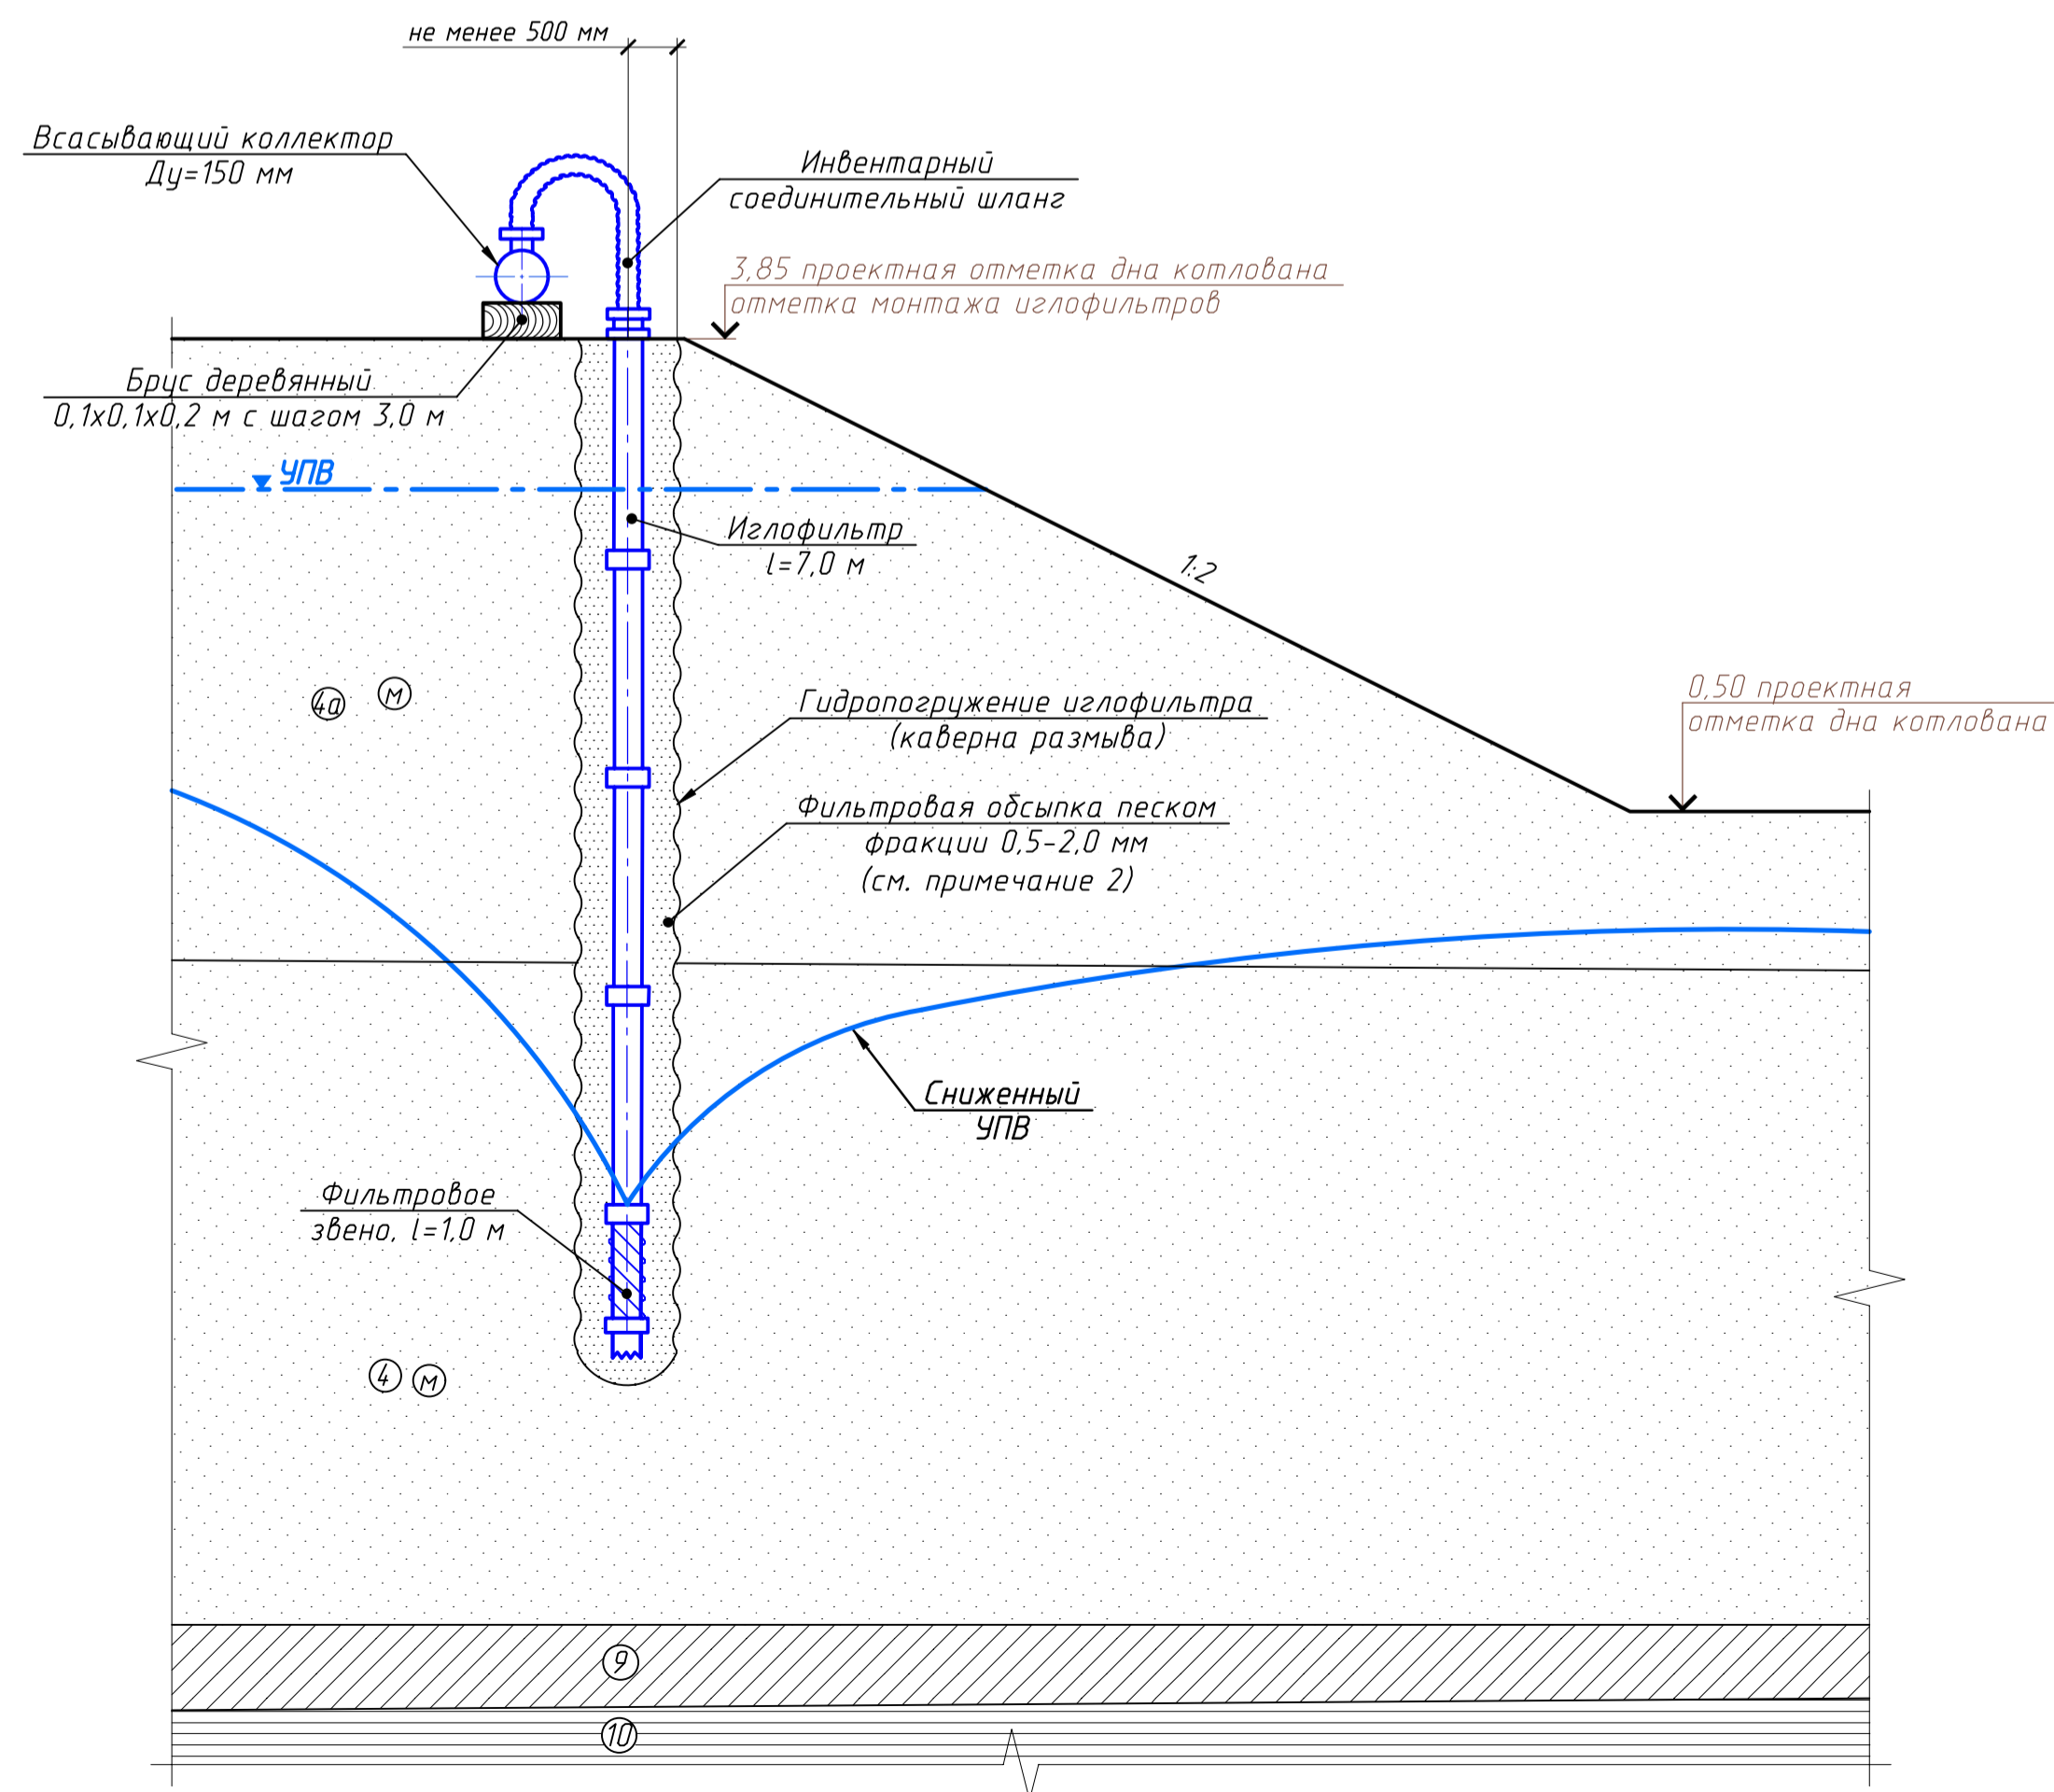 не менее 500 мм
Всасывающий коллектор
Ду=150 мм
Инвентарный
соединительный шланг
3,85 проектная отметка дна котлована
отметка монтажа иглофильтров
Брус деревянный
0,1х0,1х0,2 м с шагом 3,0 м
УПВ
Иглофильтр
l=7,0 м
1:2
4а
М
Гидропогружение иглофильтра
(каверна размыва)
0,50 проектная
отметка дна котлована
Фильтровая обсыпка песком
фракции 0,5-2,0 мм
(см. примечание 2)
Сниженный
УПВ
Фильтровое
звено, l=1,0 м
4
М
9
10